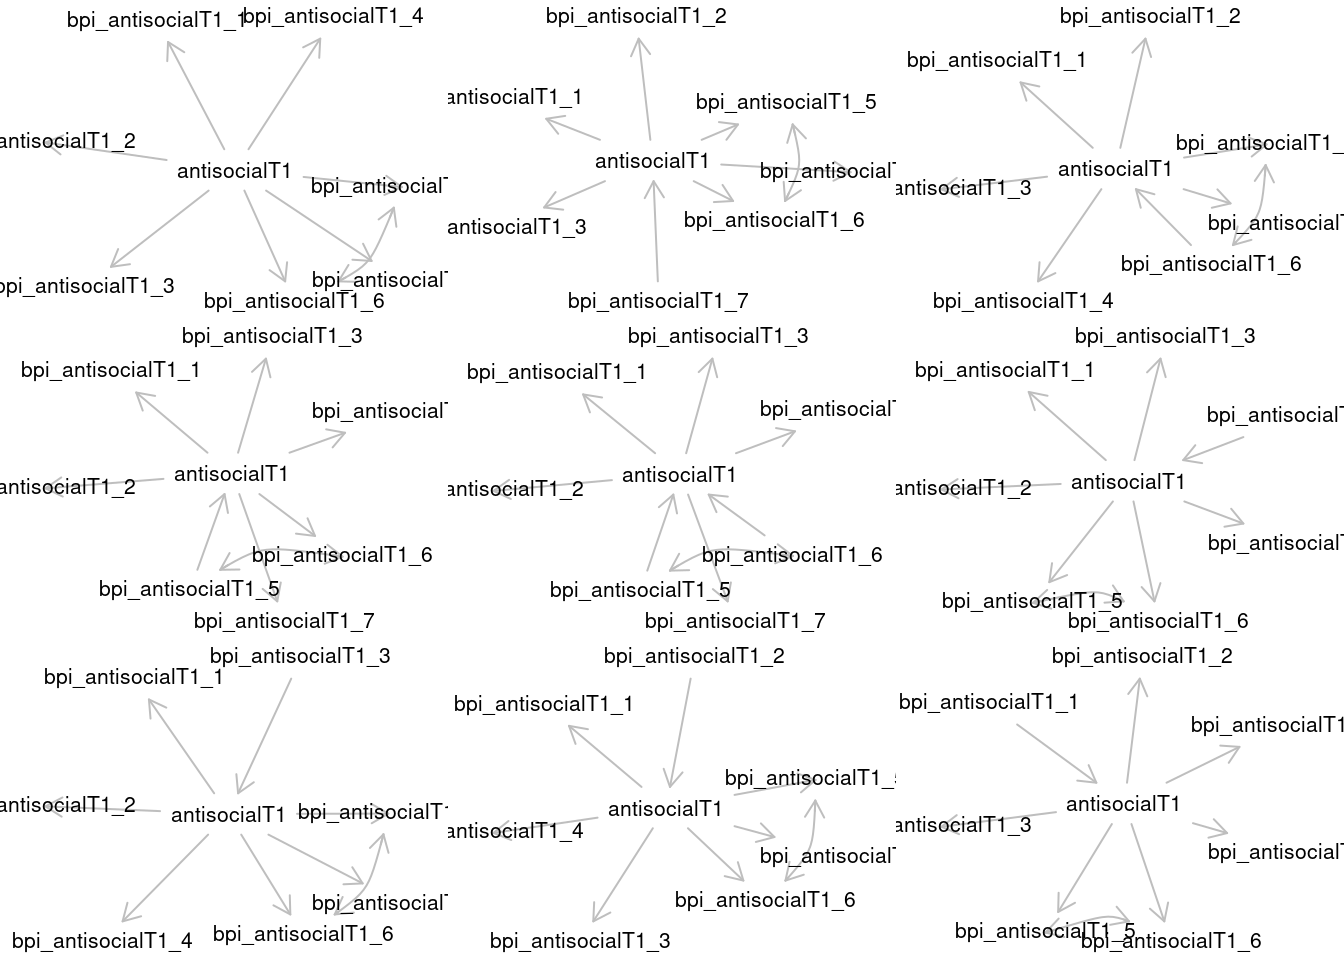 bpi_antisocialT1_1
bpi_antisocialT1_4
antisocialT1_2
antisocialT1
bpi_antisocial
bpi_antisocialT1_3
bpi_antisocial
bpi_antisocialT1_6
bpi_antisocialT1_2
antisocialT1_1
bpi_antisocialT1_5
antisocialT1
bpi_antisocial
antisocialT1_3
bpi_antisocialT1_6
bpi_antisocialT1_7
bpi_antisocialT1_2
bpi_antisocialT1_1
bpi_antisocialT1_
antisocialT1
antisocialT1_3
bpi_antisocial
bpi_antisocialT1_6
bpi_antisocialT1_4
bpi_antisocialT1_3
bpi_antisocialT1_1
bpi_antisocial
antisocialT1
antisocialT1_2
bpi_antisocialT1_6
bpi_antisocialT1_5
bpi_antisocialT1_7
bpi_antisocialT1_3
bpi_antisocialT1_1
bpi_antisocial
antisocialT1
antisocialT1_2
bpi_antisocialT1_6
bpi_antisocialT1_5
bpi_antisocialT1_7
bpi_antisocialT1_3
bpi_antisocialT1_1
bpi_antisocial
antisocialT1
antisocialT1_2
bpi_antisocial
bpi_antisocialT1_5
bpi_antisocialT1_6
bpi_antisocialT1_3
bpi_antisocialT1_1
antisocialT1_2
antisocialT1
bpi_antisocial
bpi_antisocial
bpi_antisocialT1_6
bpi_antisocialT1_4
bpi_antisocialT1_2
bpi_antisocialT1_1
bpi_antisocialT1_5
antisocialT1
antisocialT1_4
bpi_antisocial
bpi_antisocialT1_6
bpi_antisocialT1_3
bpi_antisocialT1_2
bpi_antisocialT1_1
bpi_antisocialT1
antisocialT1
antisocialT1_3
bpi_antisocial
bpi_antisocialT1_5
bpi_antisocialT1_6